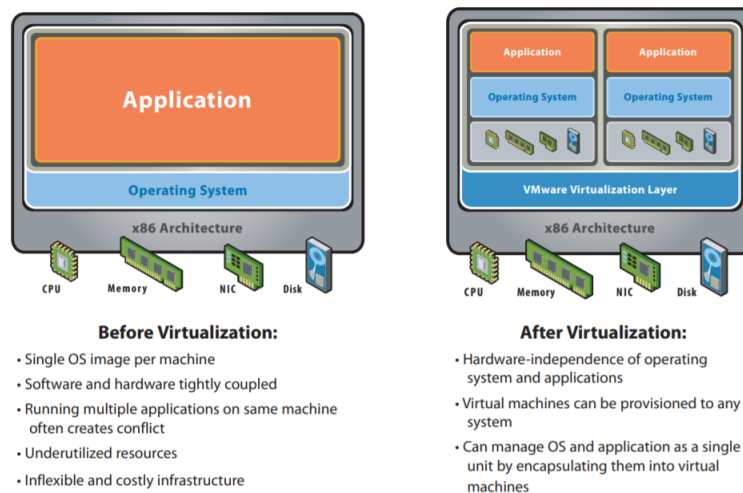 Application
Operating System
x86 Architecture
CPU
Memory
NIC
Disk
Before Virtualization:
• Single OS image per machine
• Software and hardware tightly coupled
• Running multiple applications on same machine
often creates conflict
• Underutilized resources
• Inflexible and costly infrastructure
Application
Application
Operating System
Operating System
VMware Virtualization Layer
x86 Architecture
CPU
Memory
NIC
Disk
After Virtualization:
• Hardware-independence of operating
system and applications
• Virtual machines can be provisioned to any
system
• Can manage OS and application as a single
unit by encapsulating them into virtual
machines